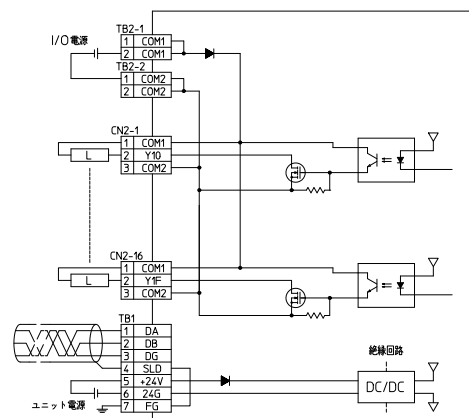 TB2-1
I/O電源
1 COM1
2 COM1
TB2-2
1 COM2
2 COM2
CN2-1
1 COM1
L 2 Y10
3 COM2
CN2-16
1 COM1
L 2 Y1F
3 COM2
TB1
1 DA
2 DB
3 DG
4 SLD
5 +24V
6 24G
7 FG
ユニット電源
絶縁回路
DC/DC